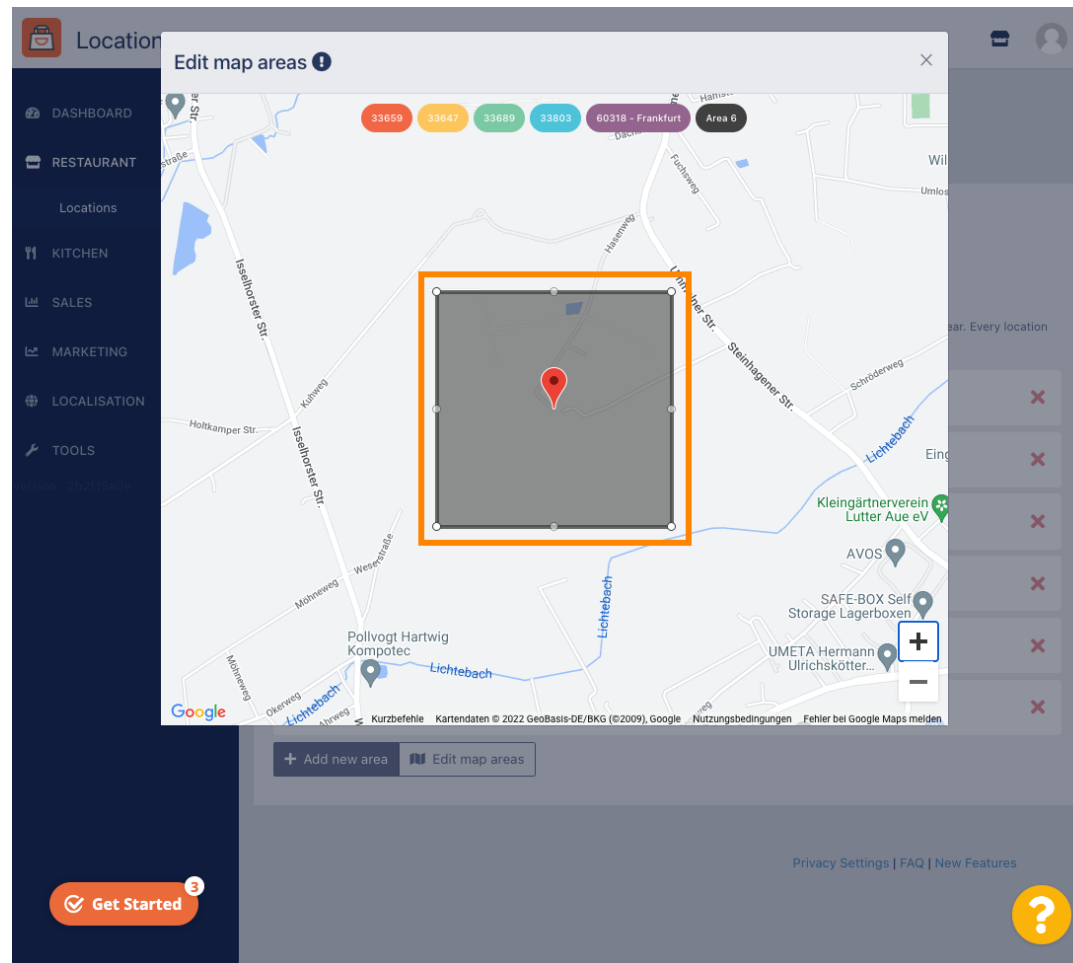 Location
Edit map areas
33659
33647
33689
33803
60318 - Frankfurt
Area 6
DASHBOARD
RESTAURANT
Locations
KITCHEN
SALES
MARKETING
LOCALISATION
TOOLS
Fuchsweg
Wil
Umlos
Hasenweg
Isselhorster Str.
Ummelner Str.
Steinhagener Str.
Schröderweg
ear. Every location
Kuhlweg
Holtkamper Str.
Isselhorster Str.
Lichtebach
Eing
Kleingärtnerverein
Lutter Aue eV
AVOS
Weserstraße
Möhneweg
Lichtebach
SAFE-BOX Self
Storage Lagerboxen
Pollvogt Hartwig
Kompotec
Lichtebach
UMETA Hermann
Ulrichskötter...
Möhneweg
Okerweg
Lichtebach
Ahrweg
Google
Kurzbefehle
Kartendaten © 2022 GeoBasis-DE/BKG (©2009), Google
Nutzungsbedingungen
Fehler bei Google Maps melden
+ Add new area
Edit map areas
Privacy Settings | FAQ | New Features
Get Started
3
?